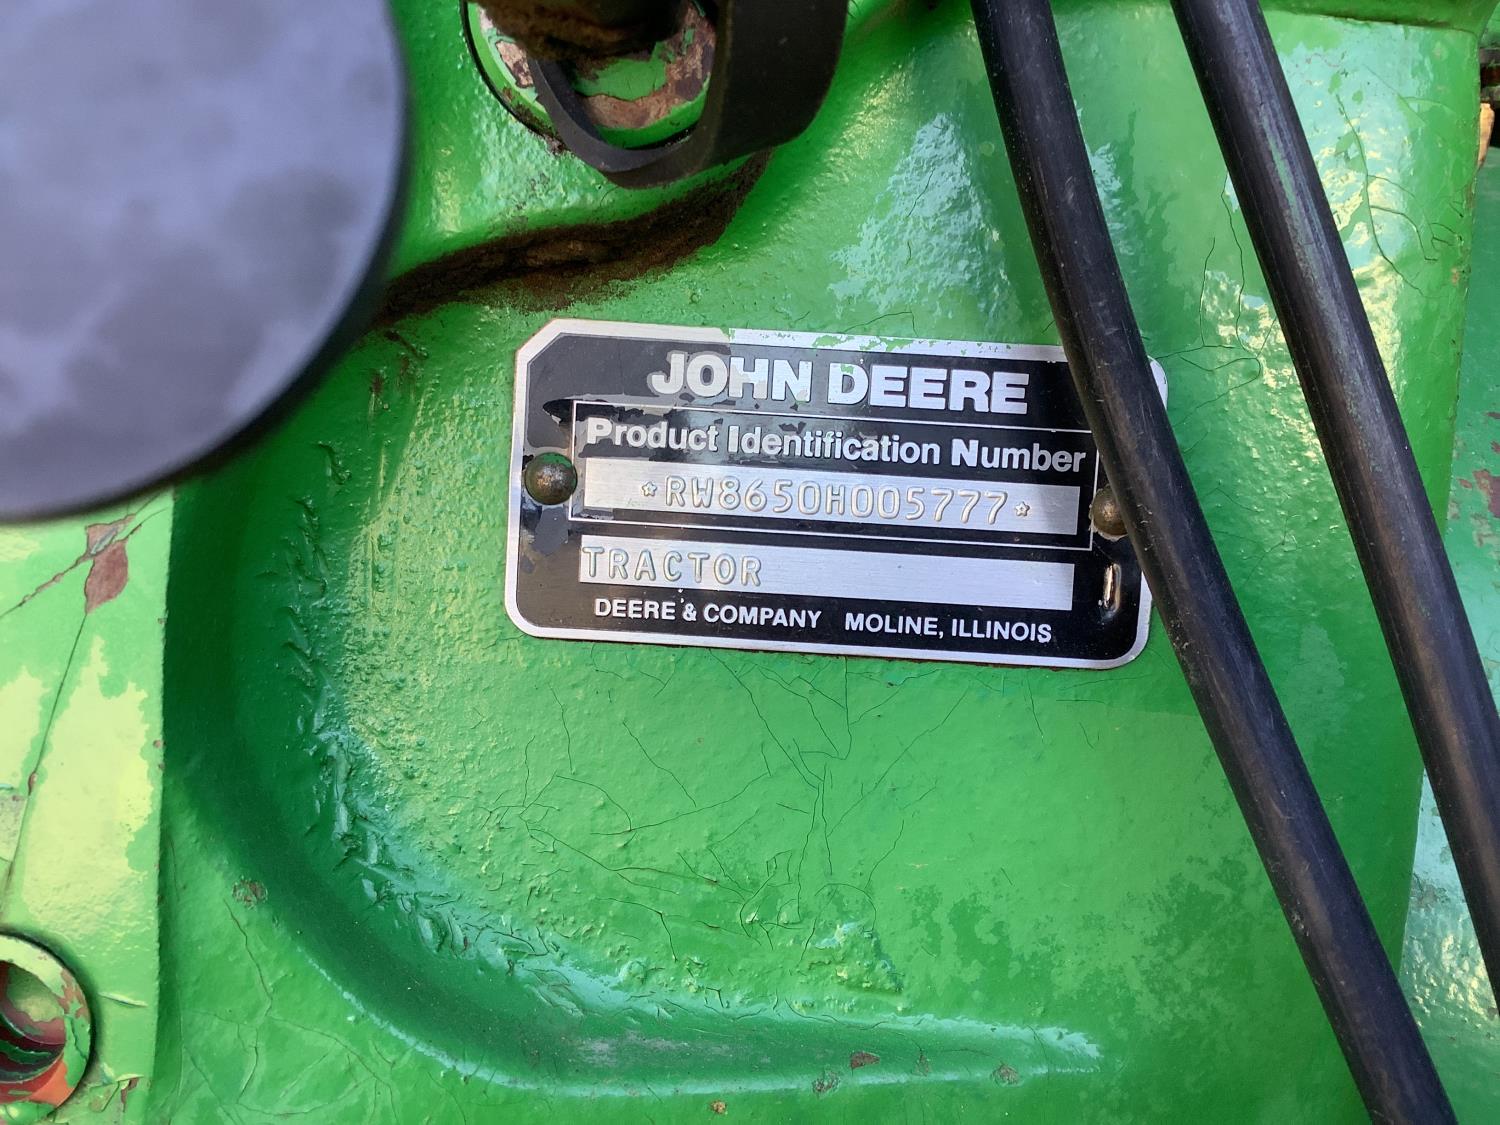 JOHN DEERE
Product Identification Number
*RW8650H005777*
TRACTOR
DEERE & COMPANY MOLINE, ILLINOIS